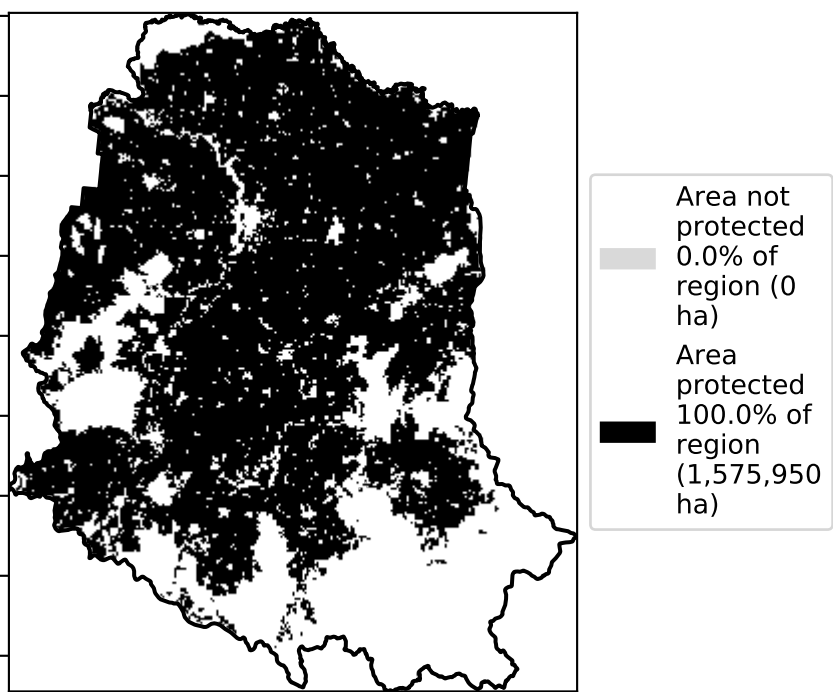 Area not
protected
0.0% of
region (0
ha)
Area
protected
100.0% of
region
(1,575,950
ha)